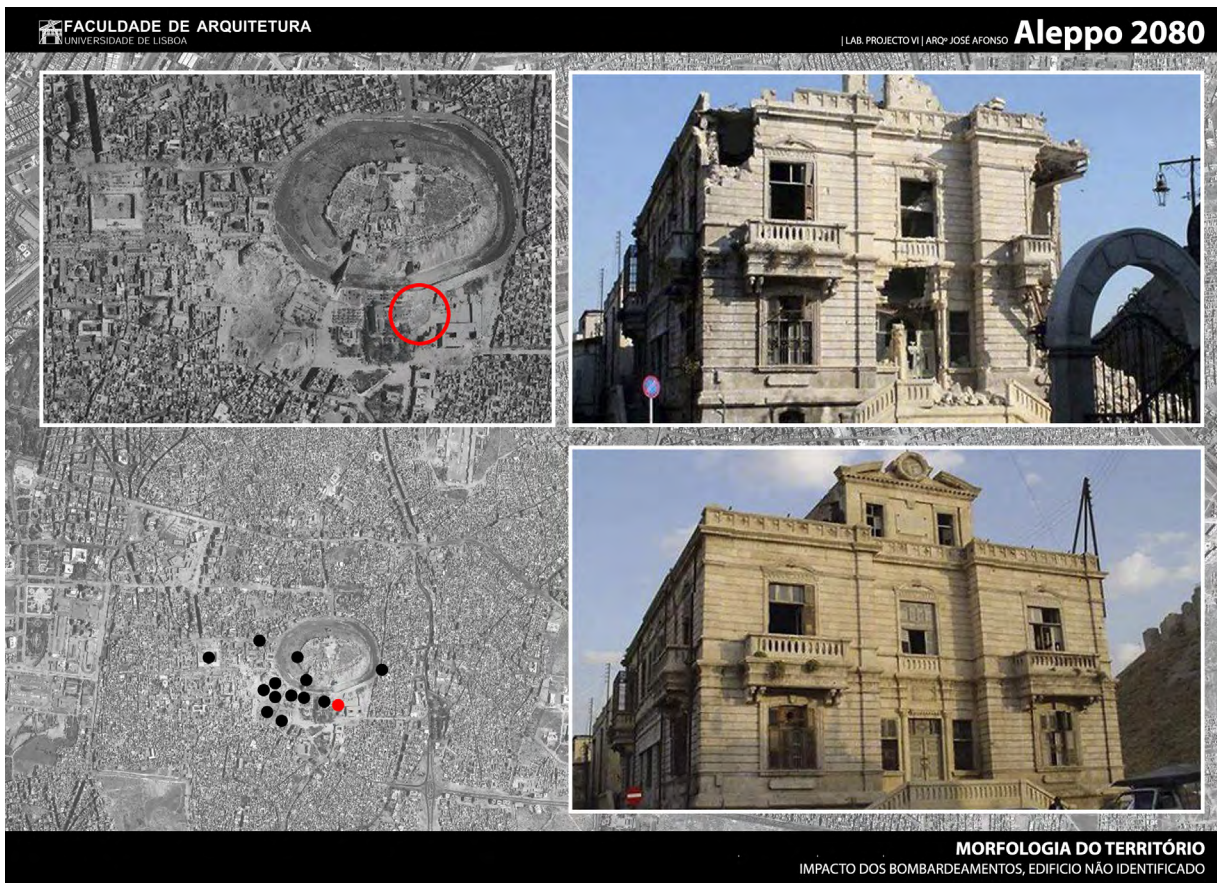 FACULDADE DE ARQUITETURA
UNIVERSIDADE DE LISBOA
| LAB. PROJECTO VI | ARQº JOSÉ AFONSO Aleppo 2080
MORFOLOGIA DO TERRITÓRIO
IMPACTO DOS BOMBARDEAMENTOS, EDIFICIO NÃO IDENTIFICADO